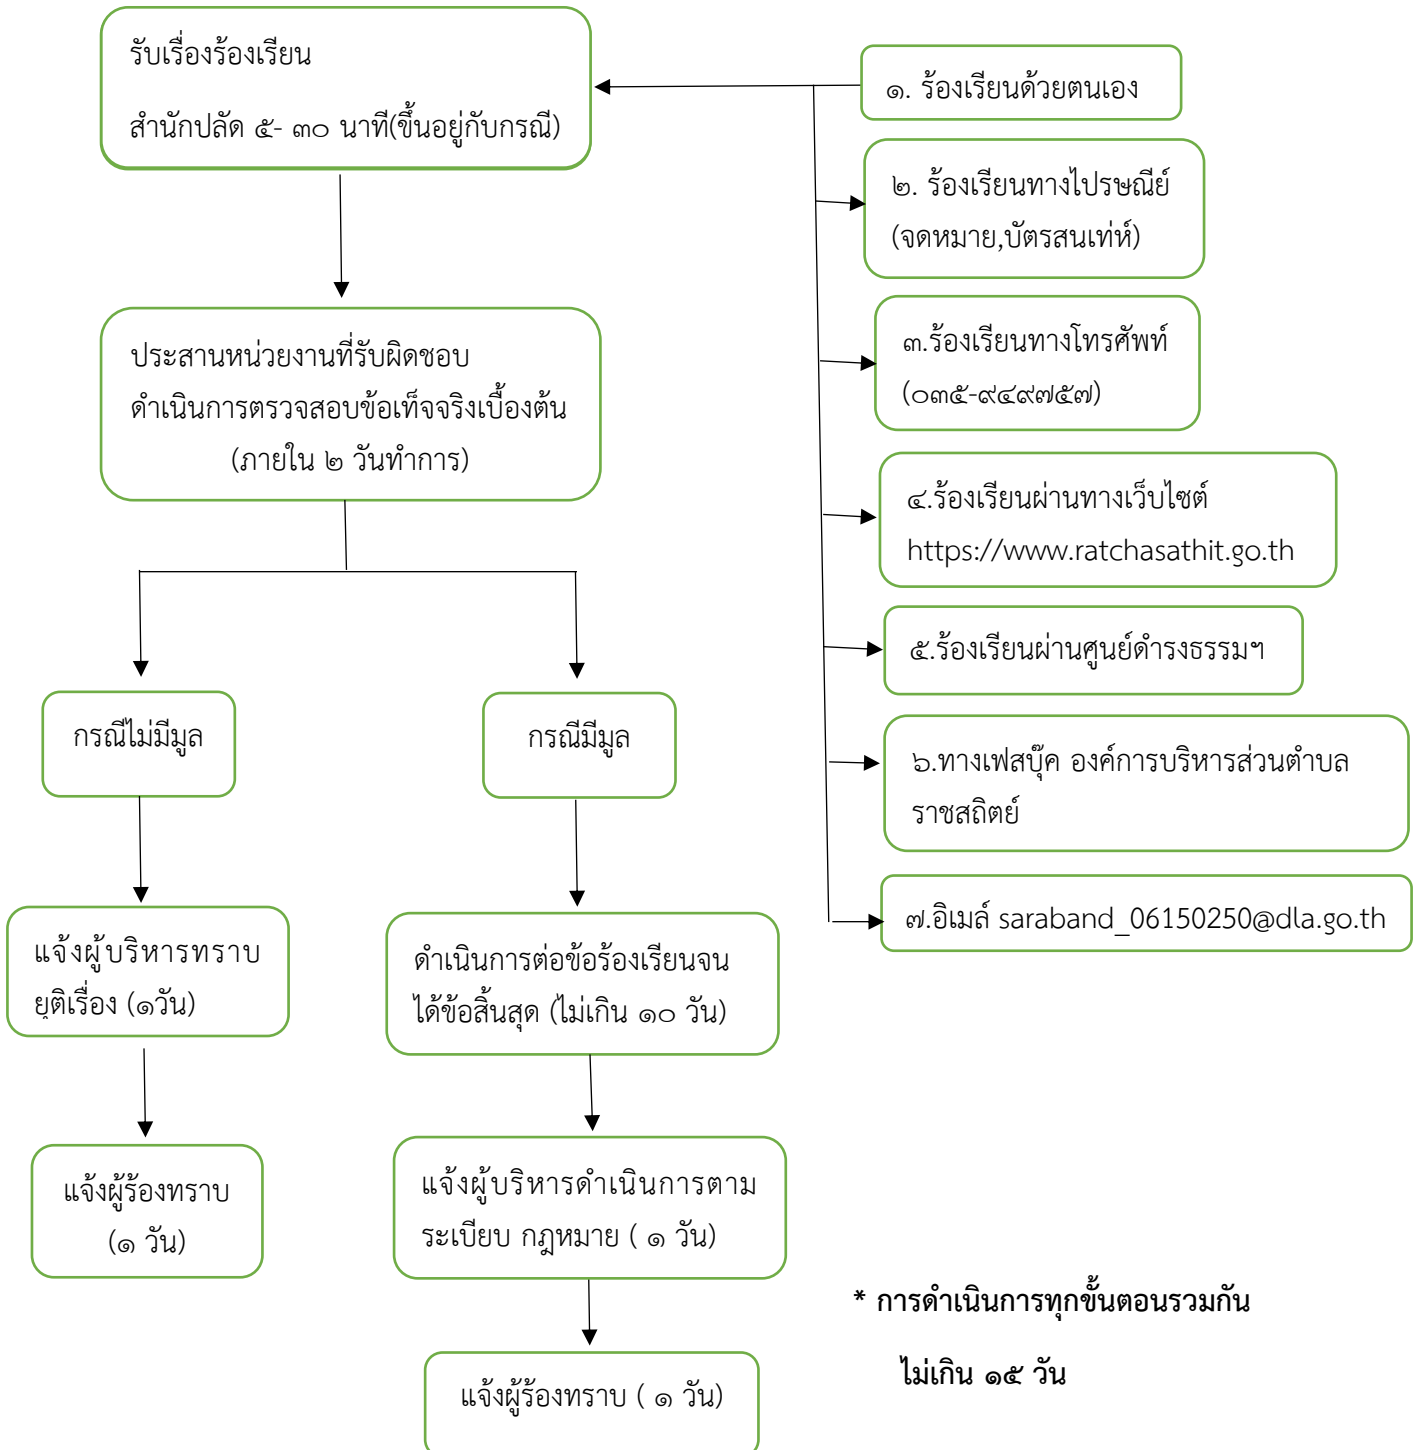 รับเรื่องร้องเรียน
สำนักปลัด ๕- ๓๐ นาที(ขึ้นอยู่กับกรณี)
๑. ร้องเรียนด้วยตนเอง
๒. ร้องเรียนทางไปรษณีย์
(จดหมาย,บัตรสนเท่ห์)
๓.ร้องเรียนทางโทรศัพท์
(๐๓๕-๙๔๙๗๕๗)
๔.ร้องเรียนผ่านทางเว็บไซต์
https://www.ratchasathit.go.th
๕.ร้องเรียนผ่านศูนย์ดำรงธรรมฯ
๖.ทางเฟสบุ๊ค องค์การบริหารส่วนตำบล
ราชสถิตย์
๗.อิเมล์ saraband_06150250@dla.go.th
ประสานหน่วยงานที่รับผิดชอบ
ดำเนินการตรวจสอบข้อเท็จจริงเบื้องต้น
(ภายใน ๒ วันทำการ)
กรณีไม่มีมูล
กรณีมีมูล
แจ้งผู้บริหารทราบ
ยุติเรื่อง (๑วัน)
ดำเนินการต่อข้อร้องเรียนจน
ได้ข้อสิ้นสุด (ไม่เกิน ๑๐ วัน)
แจ้งผู้ร้องทราบ
(๑ วัน)
แจ้งผู้บริหารดำเนินการตาม
ระเบียบ กฎหมาย ( ๑ วัน)
แจ้งผู้ร้องทราบ ( ๑ วัน)
* การดำเนินการทุกขั้นตอนรวมกัน
ไม่เกิน ๑๕ วัน